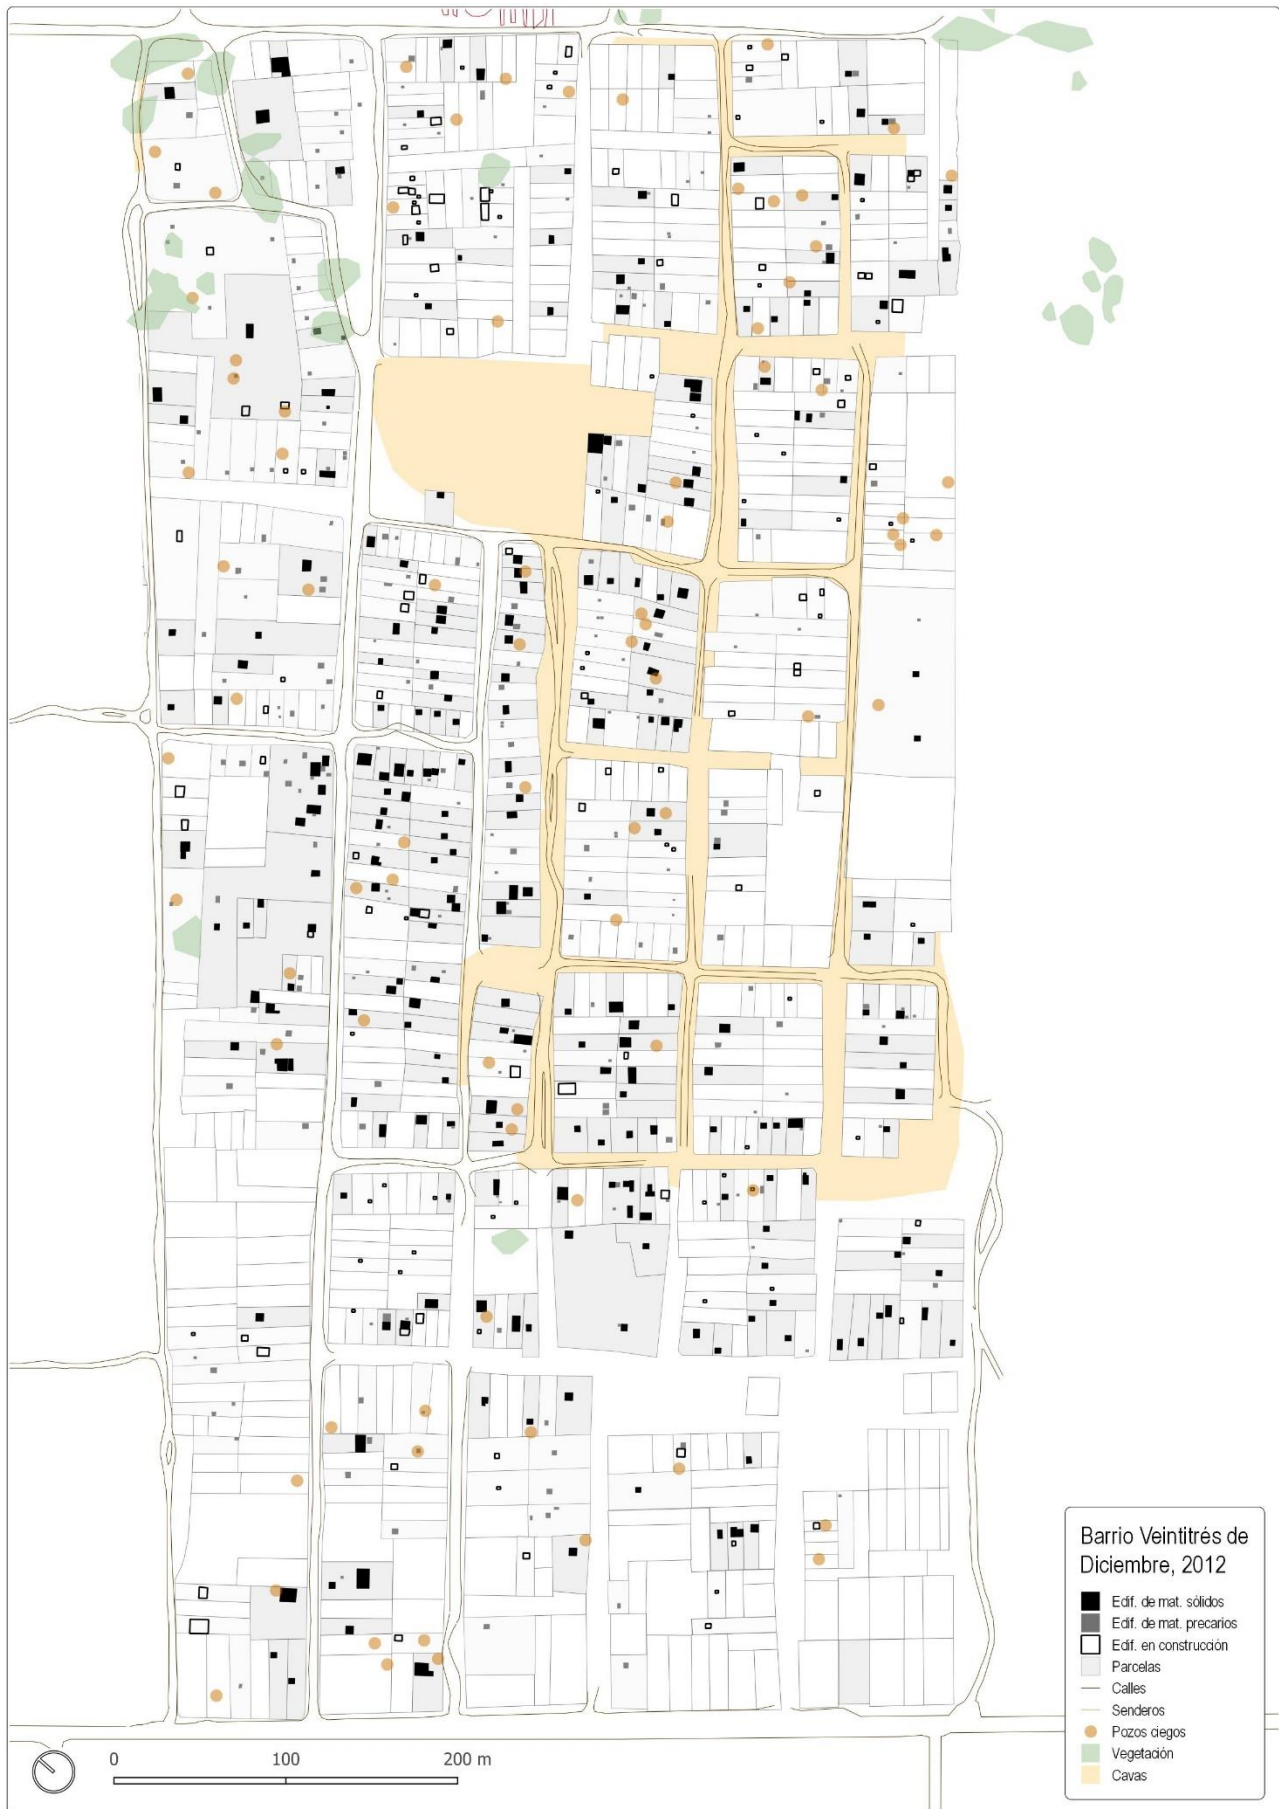 Barrio Veintitrés de
Diciembre, 2012
Edif. de mat. sólidos
Edif. de mat. precarios
Edif. en construcción
Parcelas
Calles
Senderos
Pozos ciegos
Vegetación
Cavas
0 100 200 m